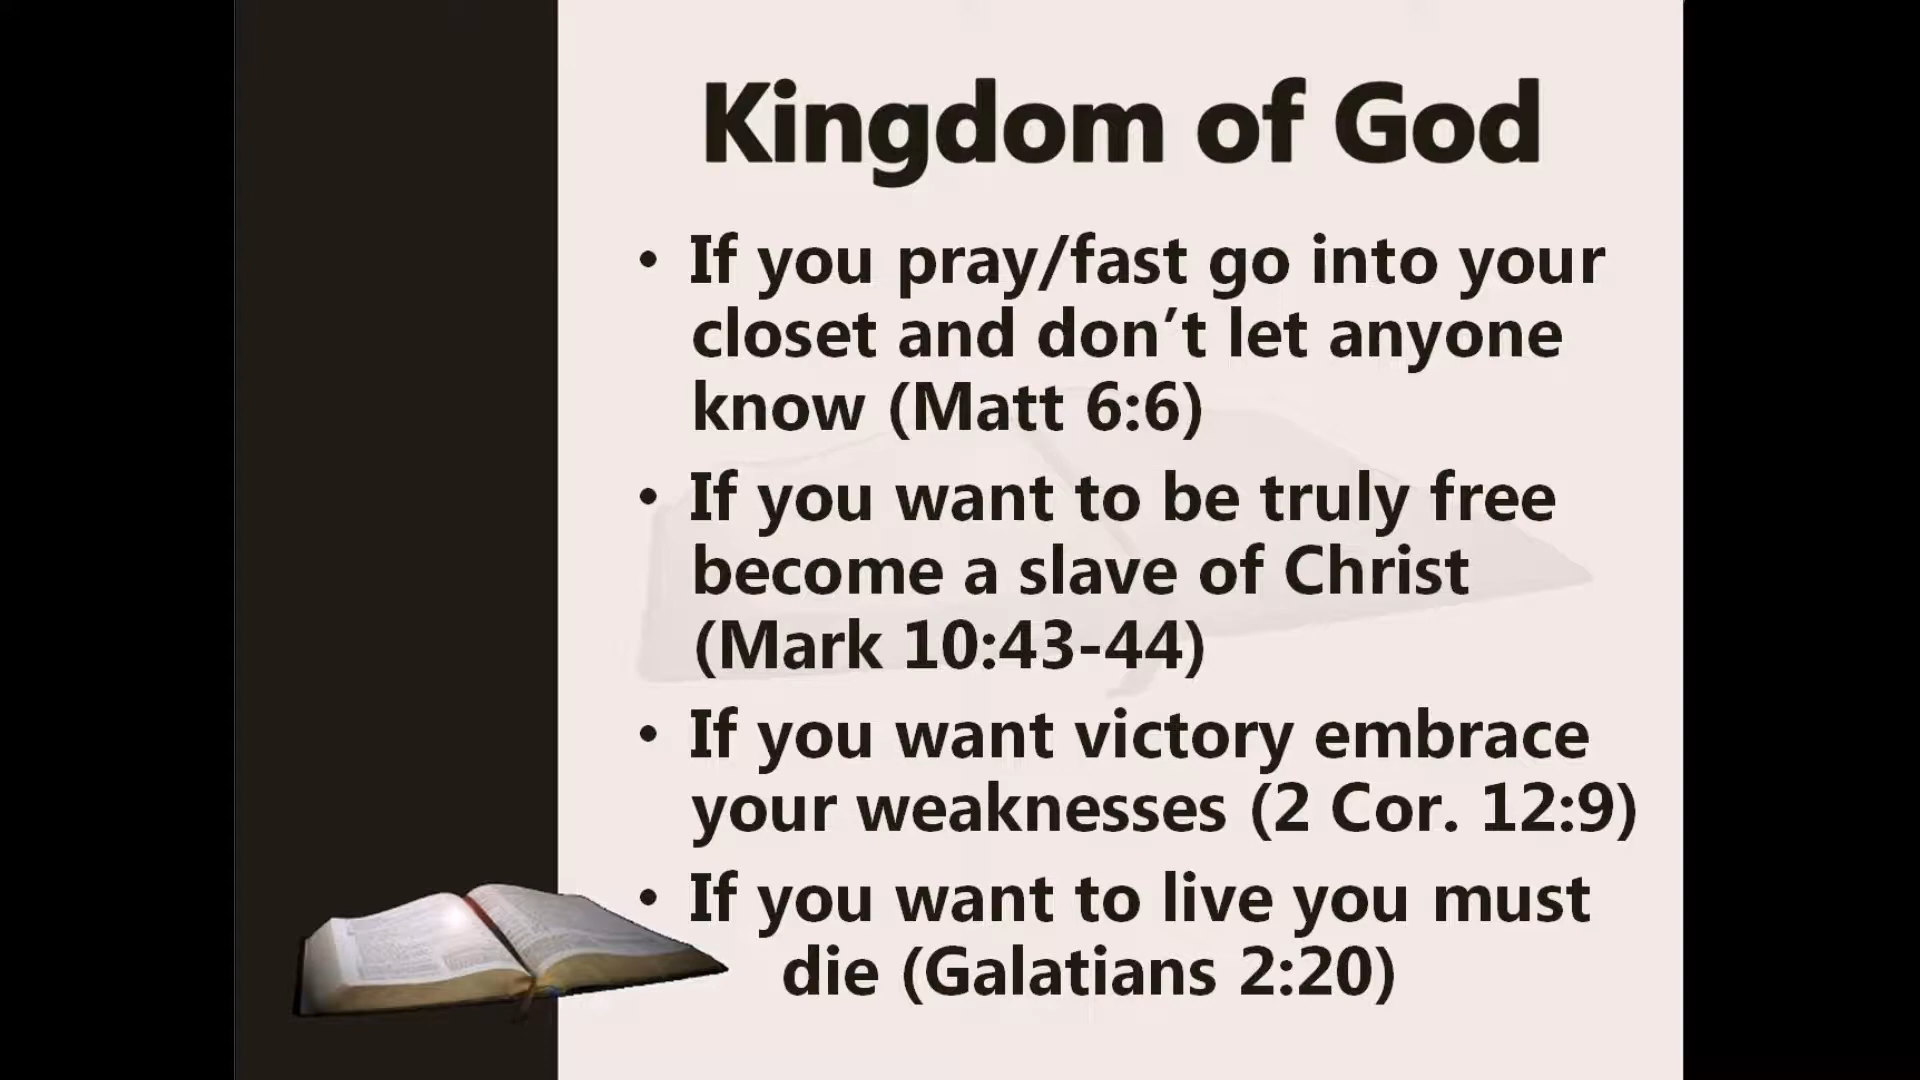 Kingdom of God
• If you pray/fast go into your
closet and don’t let anyone
know (Matt 6:6)
• If you want to be truly free
become a slave of Christ
(Mark 10:43-44)
• If you want victory embrace
your weaknesses (2 Cor. 12:9)
• If you want to live you must
die (Galatians 2:20)